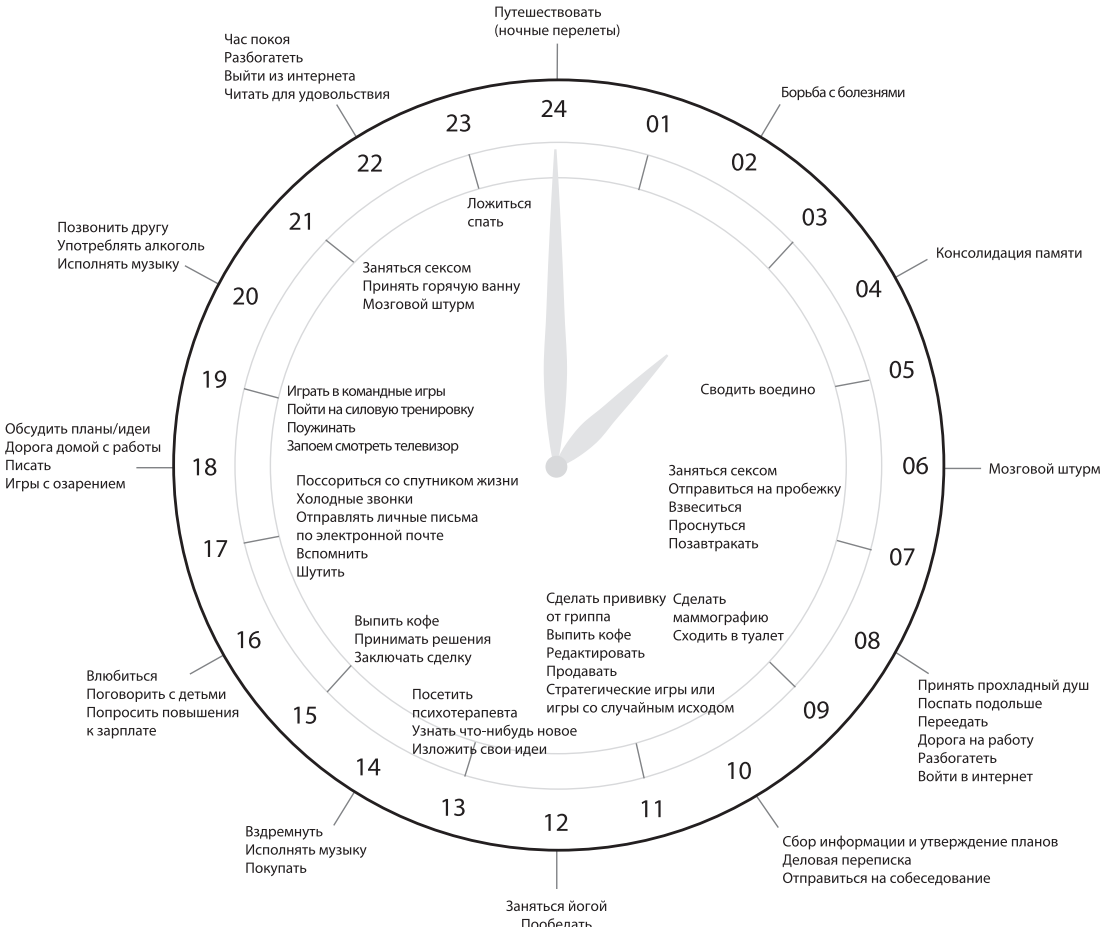 Путешествовать
(ночные перелеты)
Час покоя
Разбогатеть
Выйти из интернета
Читать для удовольствия
Борьба с болезнями
Позвонить другу
Употреблять алкоголь
Исполнять музыку
Консолидация памяти
Обсудить планы/идеи
Дорога домой с работы
Писать
Игры с озарением
Мозговой штурм
Влюбиться
Поговорить с детьми
Попросить повышения
к зарплате
Принять прохладный душ
Поспать подольше
Переедать
Дорога на работу
Разбогатеть
Войти в интернет
Вздремнуть
Исполнять музыку
Покупать
Сбор информации и утверждение планов
Деловая переписка
Отправиться на собеседование
Заняться йогой
Пообедать
24
01
02
03
04
05
06
07
08
09
10
11
12
13
14
15
16
17
18
19
20
21
22
23
Ложиться
спать
Заняться сексом
Принять горячую ванну
Мозговой штурм
Играть в командные игры
Пойти на силовую тренировку
Поужинать
Запоем смотреть телевизор
Сводить воедино
Поссориться со спутником жизни
Холодные звонки
Отправлять личные письма
по электронной почте
Вспомнить
Шутить
Заняться сексом
Отправиться на пробежку
Взвеситься
Проснуться
Позавтракать
Выпить кофе
Принимать решения
Заключать сделку
Сделать прививку
от гриппа
Выпить кофе
Редактировать
Продавать
Стратегические игры или
игры со случайным исходом
Сделать
маммографию
Сходить в туалет
Посетить
психотерапевта
Узнать что-нибудь новое
Изложить свои идеи